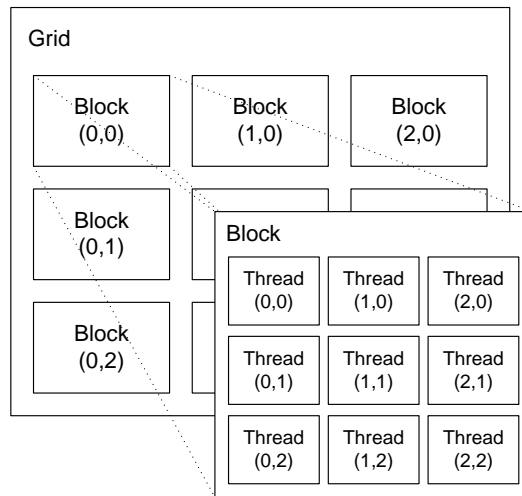 Grid
Block
(0,0)
Block
(1,0)
Block
(2,0)
Block
(0,1)
Block
(0,2)
Block
Thread
(0,0)
Thread
(1,0)
Thread
(2,0)
Thread
(0,1)
Thread
(1,1)
Thread
(2,1)
Thread
(0,2)
Thread
(1,2)
Thread
(2,2)